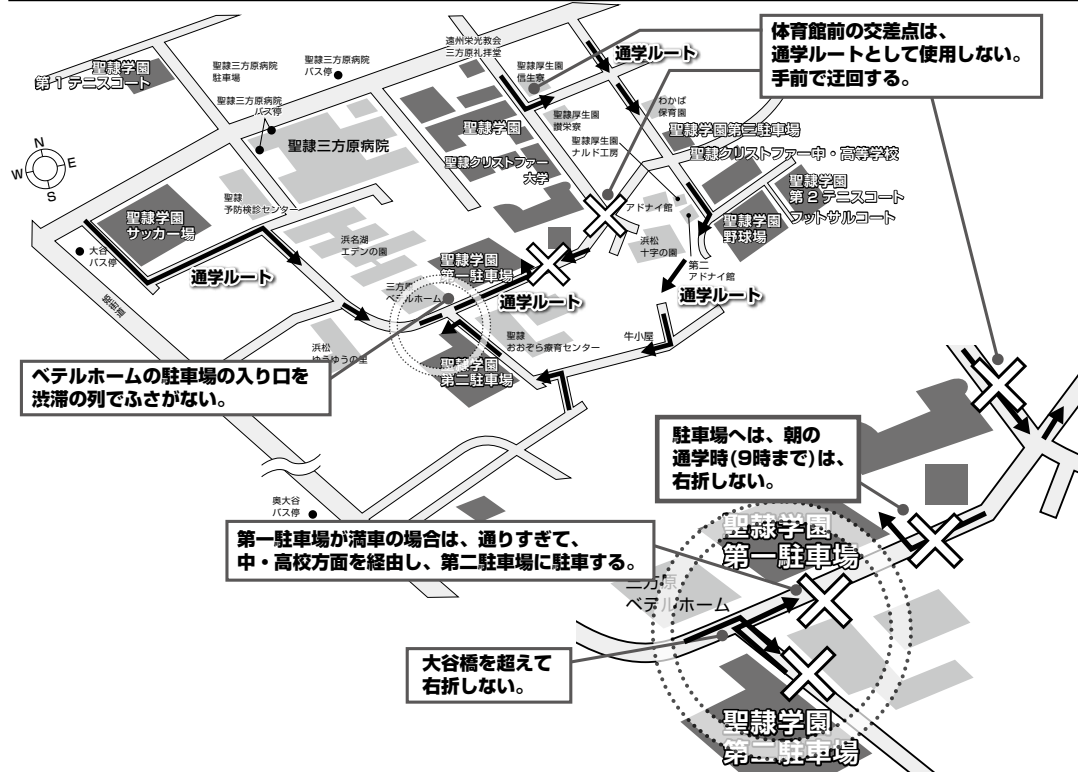 体育館前の交差点は、
通学ルートとして使用しない。
手前で迂回する。
遠州栄光教会
三方原礼拝堂
通学ルート
聖隷学園
第1テニスコート
聖隷三方原病院
駐車場
聖隷三方原病院
バス停
聖隷厚生園
信生寮
聖隷三方原病院
バス停
わかば
保育園
聖隷厚生園
讃栄寮
聖隷学園
聖隷学園第三駐車場
聖隷三方原病院
聖隷厚生園
ナルド工房
聖隷クリストファー
大学
聖隷クリストファー中・高等学校
N
E
W
S
聖隷学園
第2テニスコート
フットサルコート
聖隷
予防検診センター
アドナイ館
聖隷学園
サッカー場
聖隷学園
野球場
浜名湖
エデンの園
浜松
十字の園
大谷
バス停
聖隷学園
第一駐車場
第二
アドナイ館
通学ルート
三方原
ベテルホーム
通学ルート
通学ルート
浜松
ゆうゆうの里
聖隷
おおぞら療育センター
牛小屋
聖隷学園
第二駐車場
ベテルホームの駐車場の入り口を
渋滞の列でふさがない。
駐車場へは、朝の
通学時(9時まで)は、
右折しない。
奥大谷
バス停
第一駐車場が満車の場合は、通りすぎて、
中・高校方面を経由し、第二駐車場に駐車する。
聖隷学園
第一駐車場
三方原
ベテルホーム
大谷橋を超えて
右折しない。
聖隷学園
第二駐車場